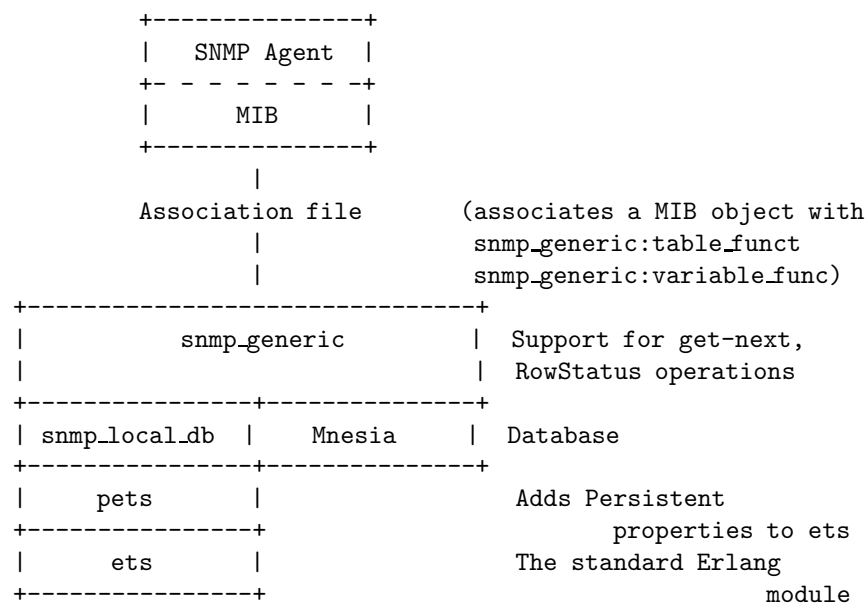 +---------------+
|   SNMP Agent  |
+- - - - - - - -+
|      MIB      |
+---------------+
|
Association file (associates a MIB object with
| snmp_generic:table_funct
| snmp_generic:variable_func)
+--------------------------------+
| snmp_generic | Support for get-next,
| | RowStatus operations
+----------------+---------------+
| snmp_local_db | Mnesia | Database
+----------------+---------------+
| pets | Adds Persistent
+----------------+ properties to ets
| ets | The standard Erlang
+----------------+ module